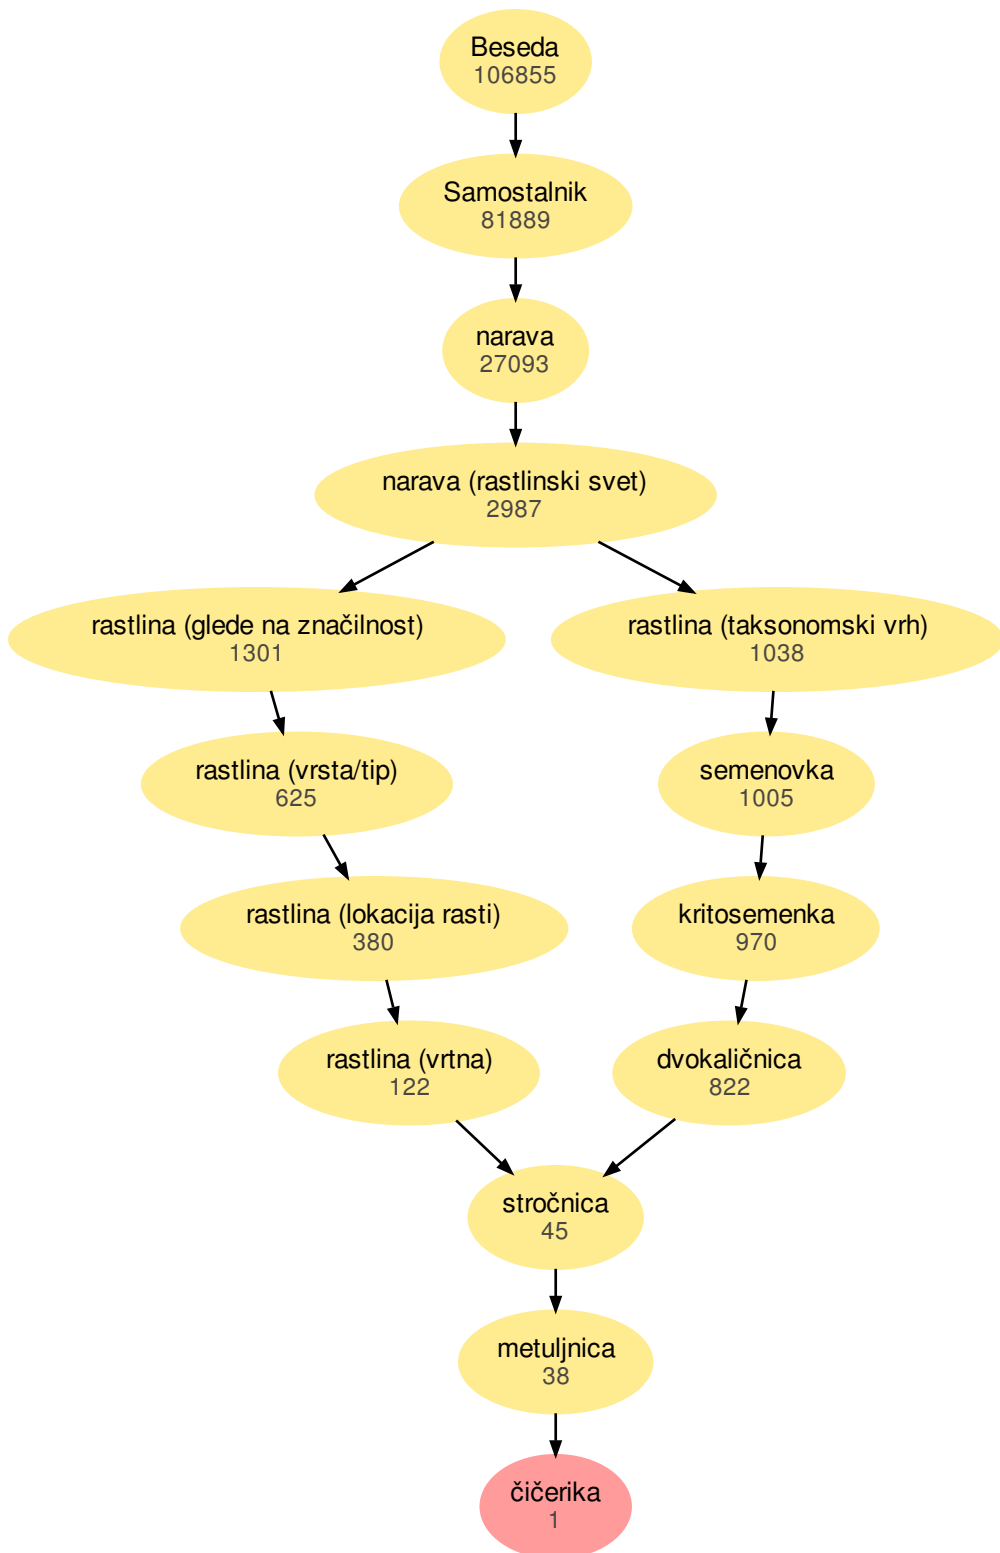 Beseda
106855
Samostalnik
81889
narava
27093
narava (rastlinski svet)
2987
rastlina (glede na značilnost)
1301
rastlina (taksonomski vrh)
1038
rastlina (vrsta/tip)
625
semenovka
1005
rastlina (lokacija rasti)
380
kritosemenka
970
rastlina (vrtna)
122
dvokaličnica
822
stročnica
45
metuljnica
38
čičerika
1